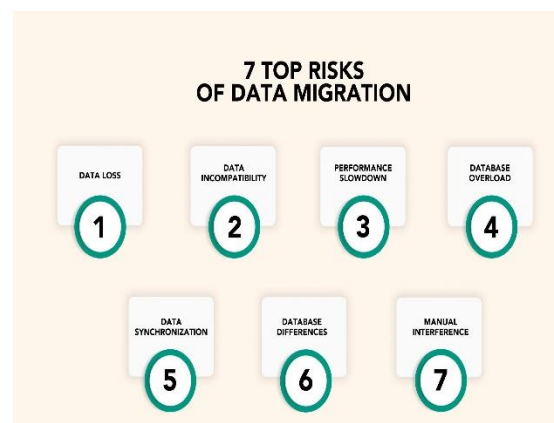 7 TOP RISKS
OF DATA MIGRATION
DATA LOSS
1
DATA
INCOMPATIBILITY
2
PERFORMANCE
SLOWDOWN
3
DATABASE
OVERLOAD
4
DATA
SYNCHRONIZATION
5
DATABASE
DIFFERENCES
6
MANUAL
INTERFERENCE
7